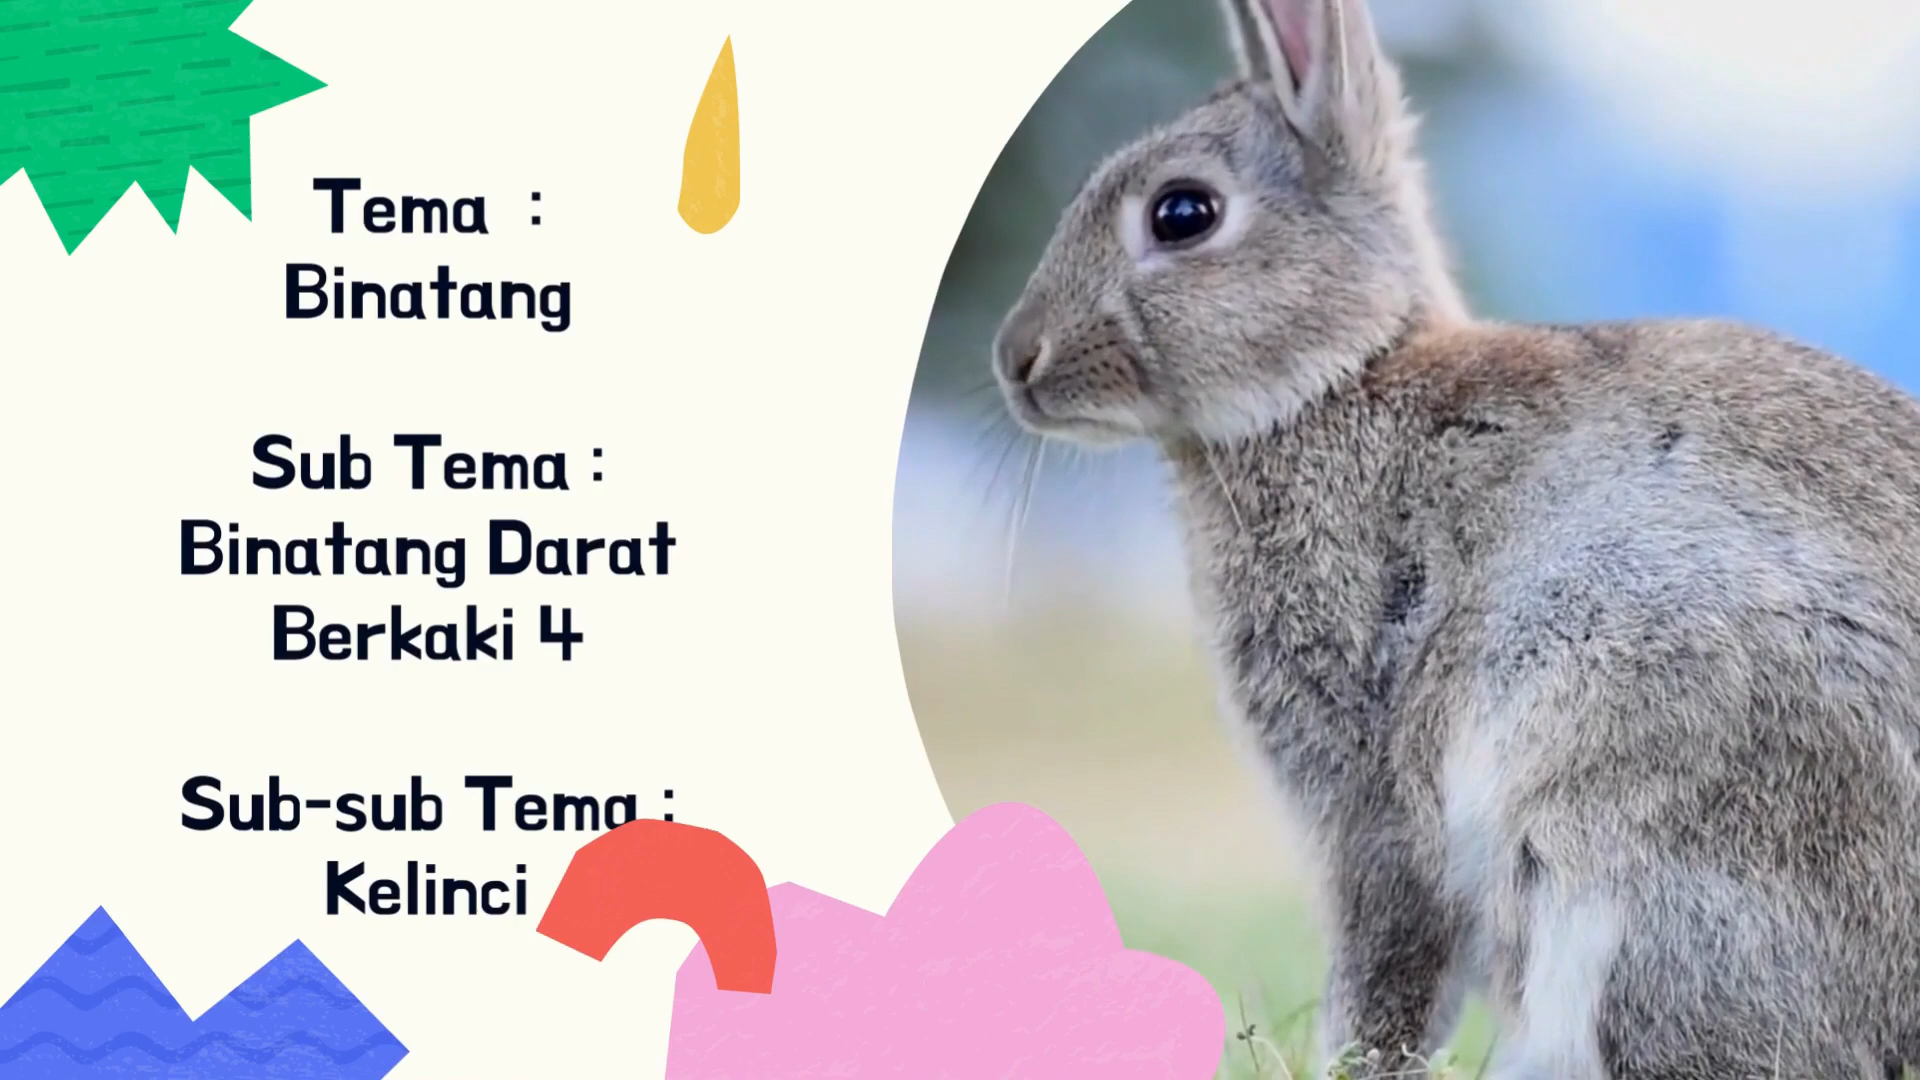 Tema :
Binatang
Sub Tema :
Binatang Darat
Berkaki 4
Sub-sub Tema :
Kelinci